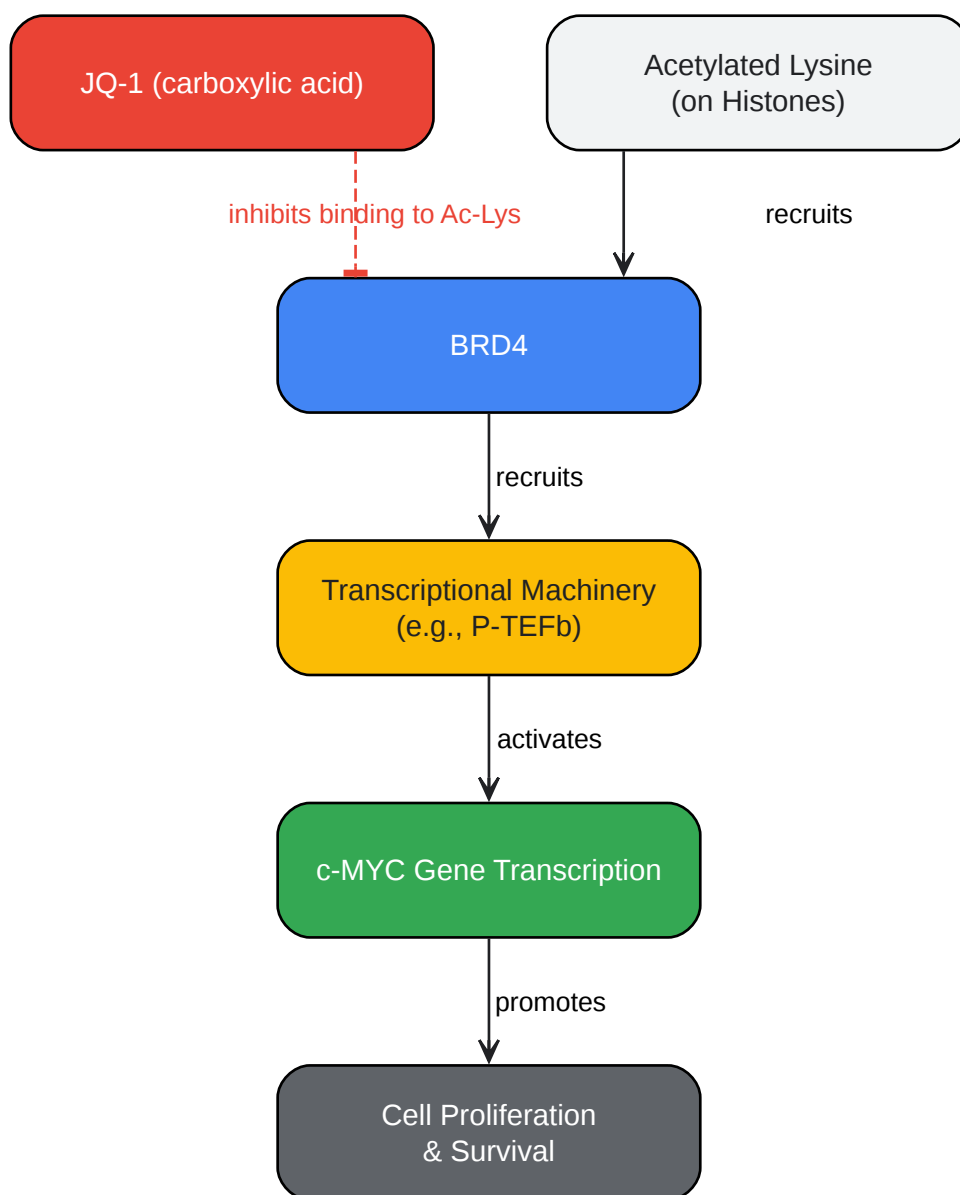 JQ-1 (carboxylic acid)
Acetylated Lysine
(on Histones)
inhibits binding to Ac-Lys
recruits
BRD4
recruits
Transcriptional Machinery
(e.g., P-TEFb)
activates
c-MYC Gene Transcription
promotes
Cell Proliferation
& Survival